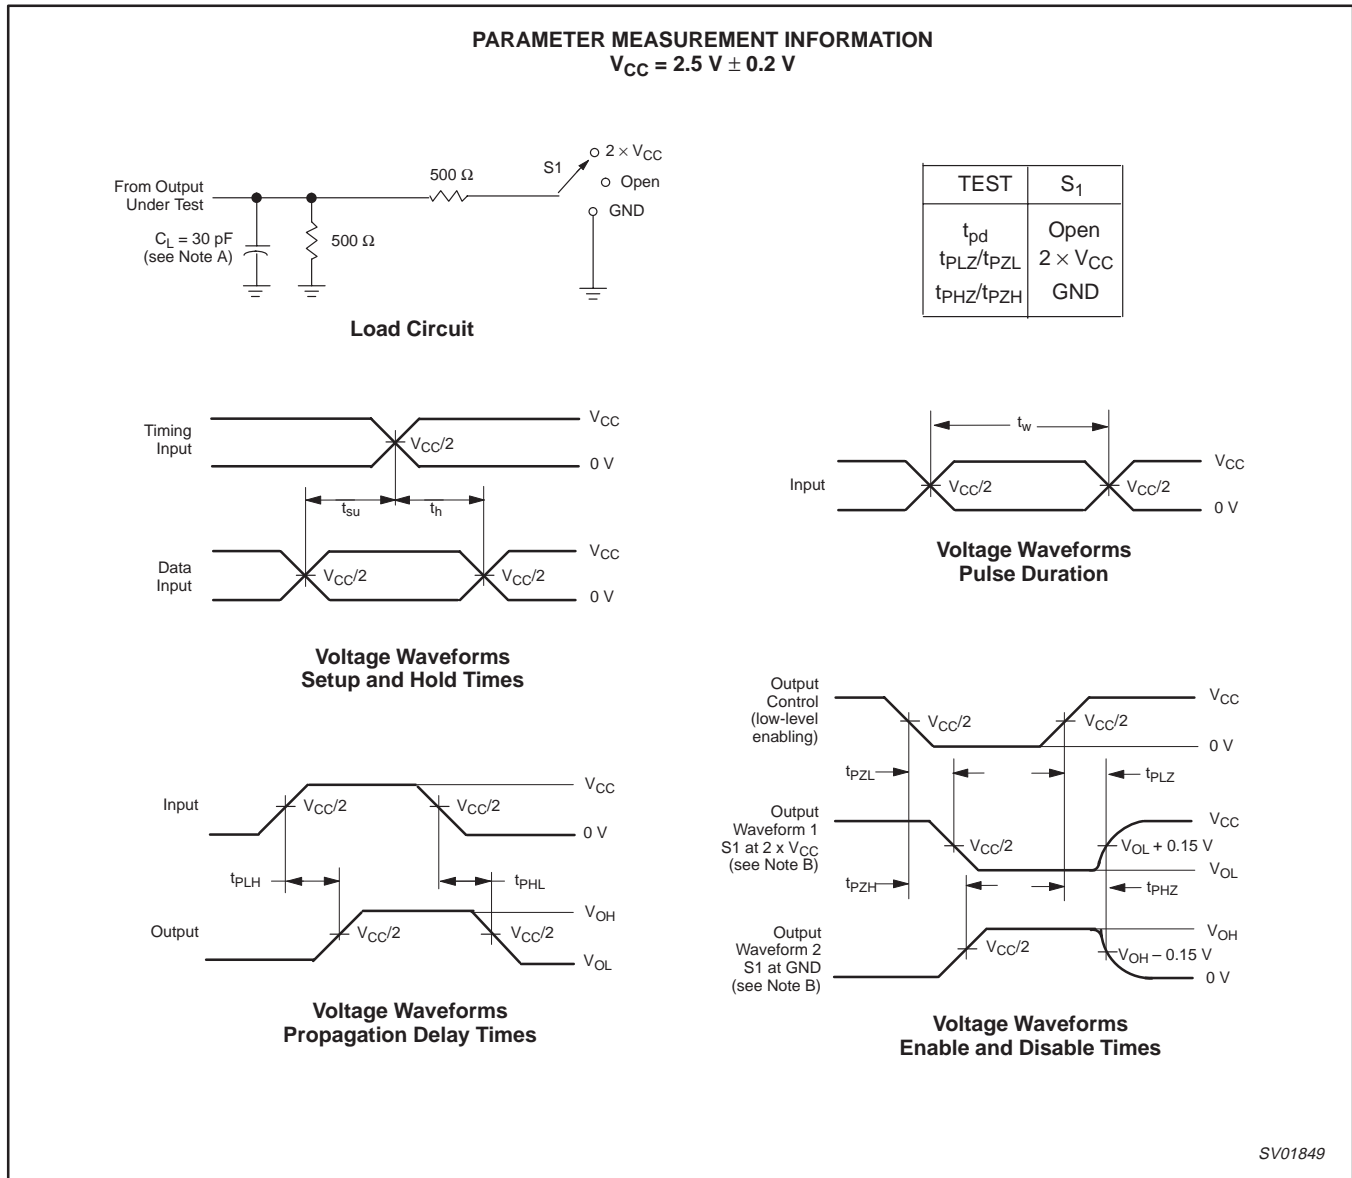 PARAMETER MEASUREMENT INFORMATION
VCC = 2.5 V ± 0.2 V
From Output
Under Test
CL = 30 pF
(see Note A)
500 Ω
500 Ω
S1
2 × VCC
Open
GND
Load Circuit
TEST S1
tpd Open
tPLZ/tPZL 2 × VCC
tPHZ/tPZH GND
Timing
Input
VCC
VCC/2
0 V
tsu th
Data
Input
VCC
VCC/2 VCC/2
0 V
Voltage Waveforms
Setup and Hold Times
tw
Input
VCC
VCC/2 VCC/2
0 V
Voltage Waveforms
Pulse Duration
Input
VCC
VCC/2 VCC/2
0 V
tPLH tPHL
Output
VOH
VCC/2 VCC/2
VOL
Voltage Waveforms
Propagation Delay Times
Output
Control
(low-level
enabling)
VCC
VCC/2 VCC/2
0 V
tPZL tPLZ
Output
Waveform 1
S1 at 2 x VCC
(see Note B)
VCC
VCC/2 VOL + 0.15 V
VOL
tPZH tPHZ
Output
Waveform 2
S1 at GND
(see Note B)
VOH
VCC/2 VOH – 0.15 V
0 V
Voltage Waveforms
Enable and Disable Times
SV01849